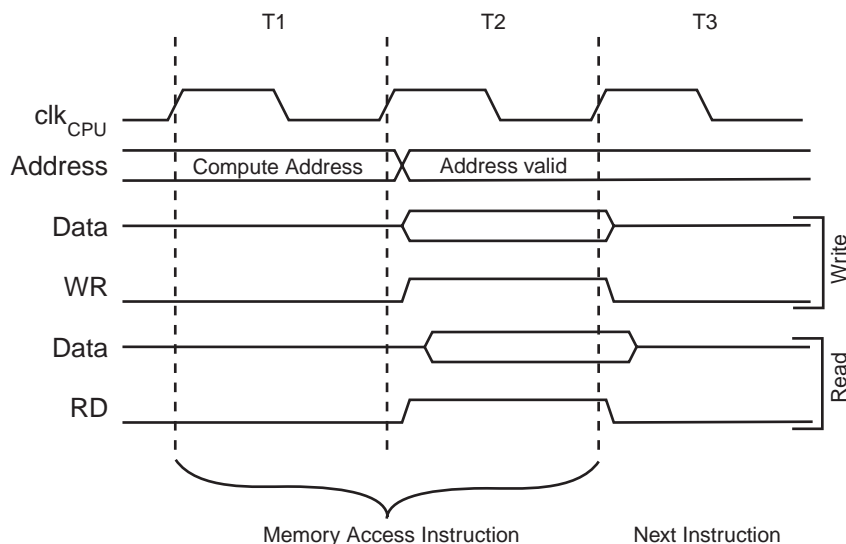 T1 T2 T3
clkCPU
Address Compute Address Address valid
Data
WR
Write
Data
RD
Read
Memory Access Instruction Next Instruction